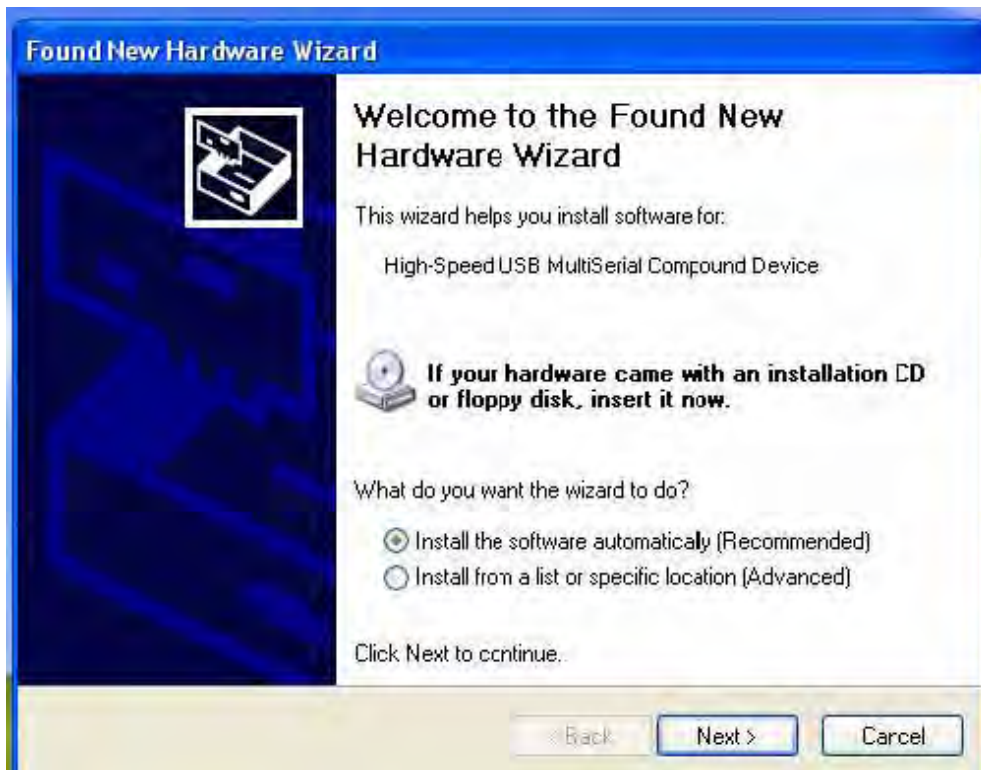 Found New Hardware Wizard
Welcome to the Found New
Hardware Wizard
This wizard helps you install software for:
High-Speed USB MultiSerial Compound Device
If your hardware came with an installation CD
or floppy disk, insert it now.
What do you want the wizard to do?
Install the software automatically (Recommended)
Install from a list or specific location (Advanced)
Click Next to continue.
< Back
Next >
Cancel